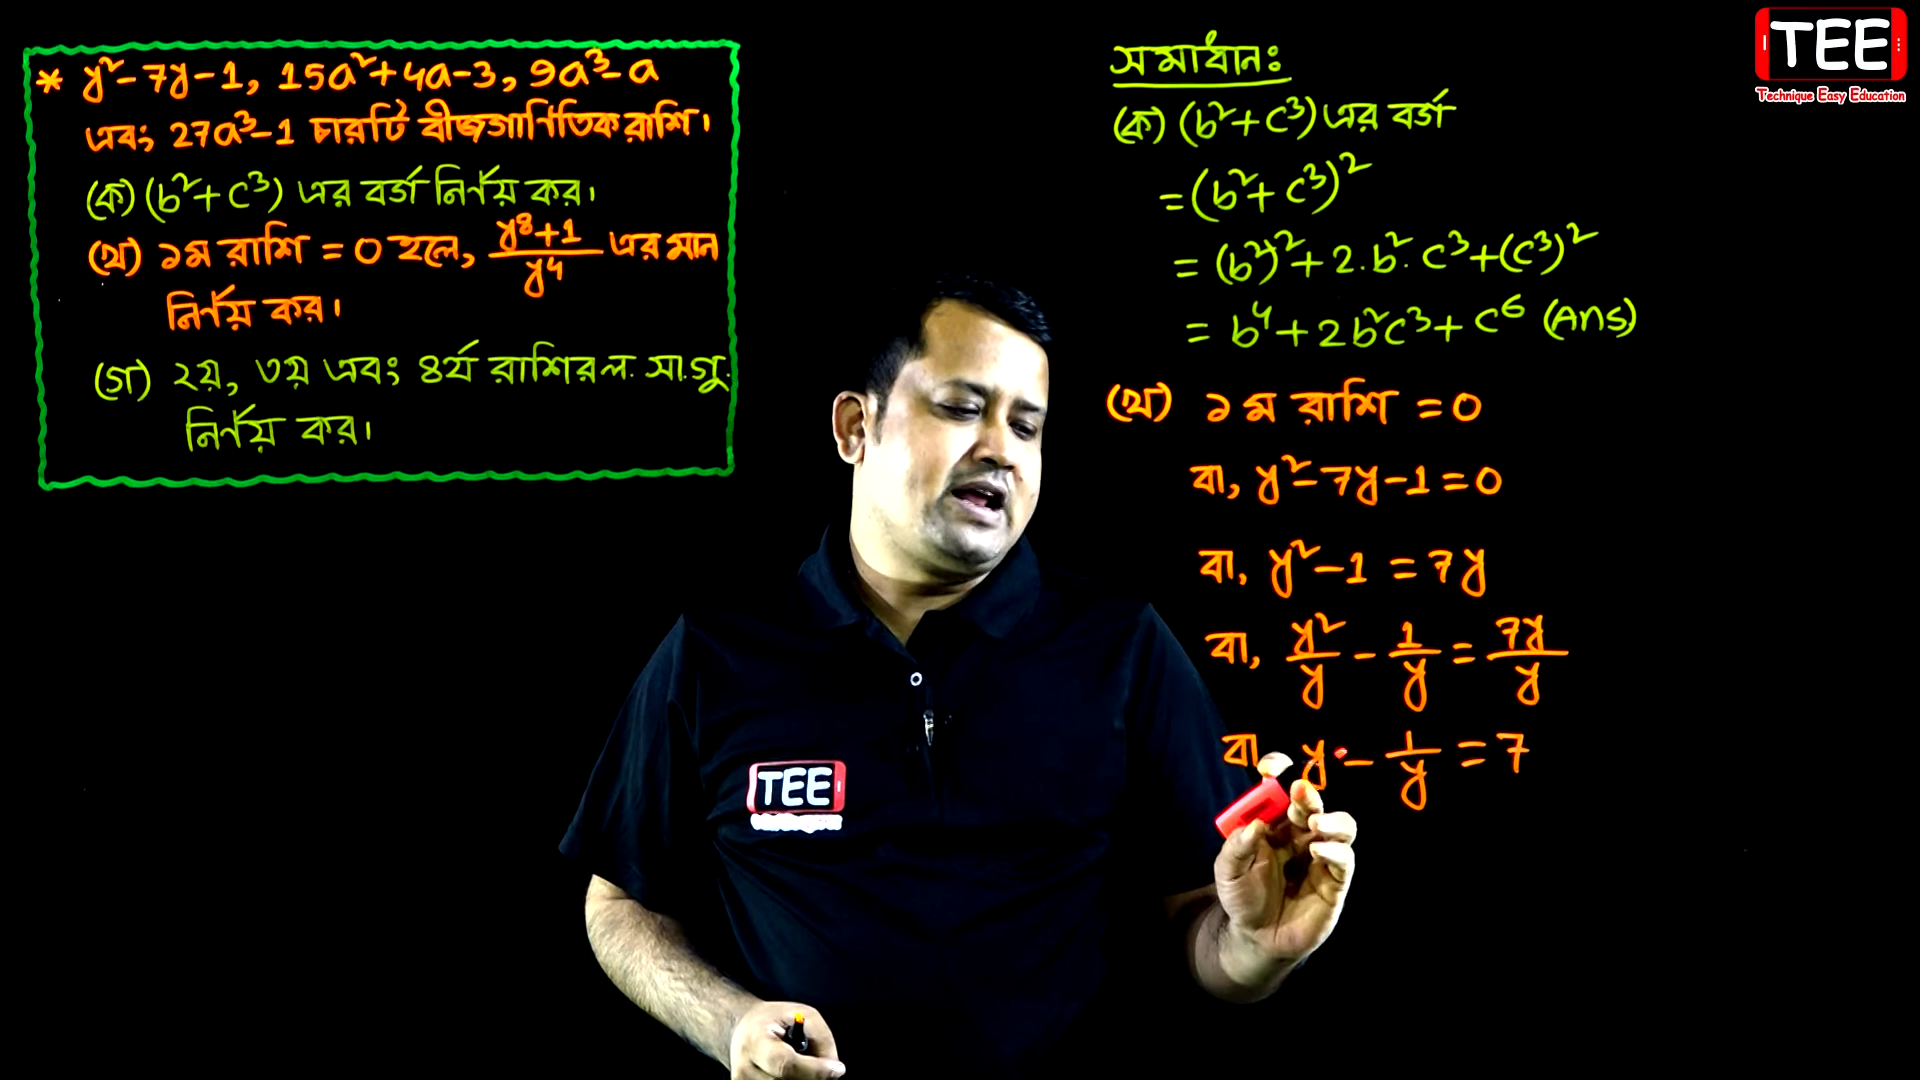 * y²-7y-1, 15a²+4a-3, 9a³-a
এবং 27a³-1 চারটি বীজগাণিতিক রাশি।
(ক) (b²+c³) এর বর্গ নির্ণয় কর।
(খ) ১ম রাশি = 0 হলে, y⁸+1/y⁴ এর মান
নির্ণয় কর।
(গ) ২য়, ৩য় এবং ৪র্থ রাশির ল. সা.গু.
নির্ণয় কর।
সমাধান:
(ক) (b²+c³) এর বর্গ
= (b²+c³)²
= (b²)²+2.b².c³+(c³)²
= b⁴+2b²c³+c⁶ (Ans)
(খ) ১ম রাশি = 0
বা, y²-7y-1=0
বা, y²-1 = 7y
বা, y²/y - 1/y = 7y/y
বা, y - 1/y = 7
TEE
Technique Easy Education
TEE